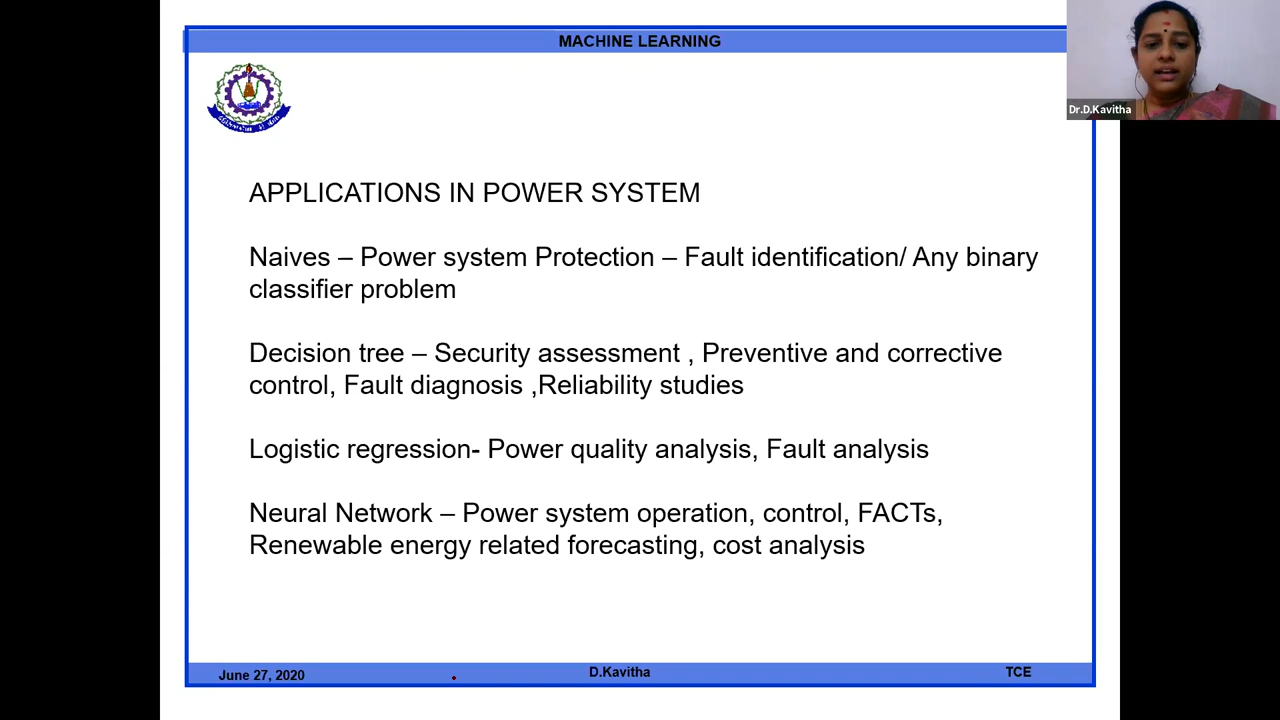 MACHINE LEARNING
Dr.D.Kavitha
APPLICATIONS IN POWER SYSTEM
Naives – Power system Protection – Fault identification/ Any binary
classifier problem
Decision tree – Security assessment , Preventive and corrective
control, Fault diagnosis ,Reliability studies
Logistic regression- Power quality analysis, Fault analysis
Neural Network – Power system operation, control, FACTs,
Renewable energy related forecasting, cost analysis
June 27, 2020
D.Kavitha
TCE